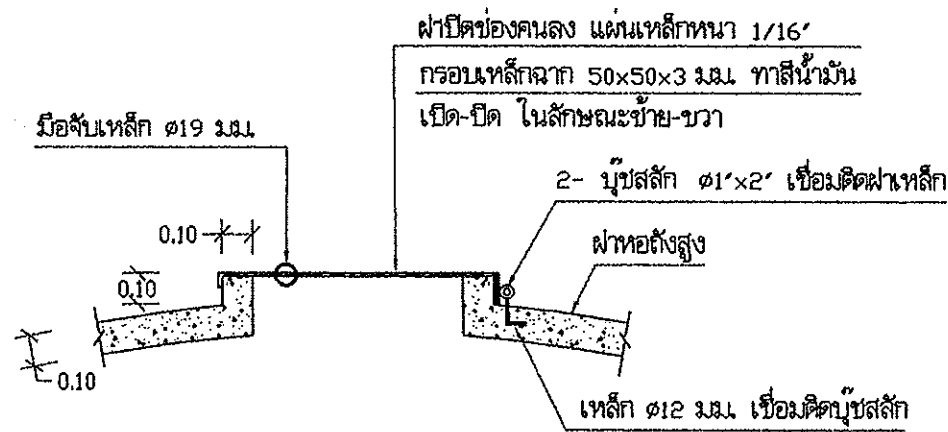 ฝาปิดช่องคนลง แผ่นเหล็กหนา 1/16"
กรอบเหล็กฉาก 50x50x3 มม. ทาสีน้ำมัน
เปิด-ปิด ในลักษณะซ้าย-ขวา
มือจับเหล็ก ø19 มม.
2- บุ๊ชสลัก ø1"x2" เชื่อมติดฝาเหล็ก
0.10
ฝาหอถังสูง
0.10
0.10
เหล็ก ø12 มม. เชื่อมติดบุ๊ชสลัก